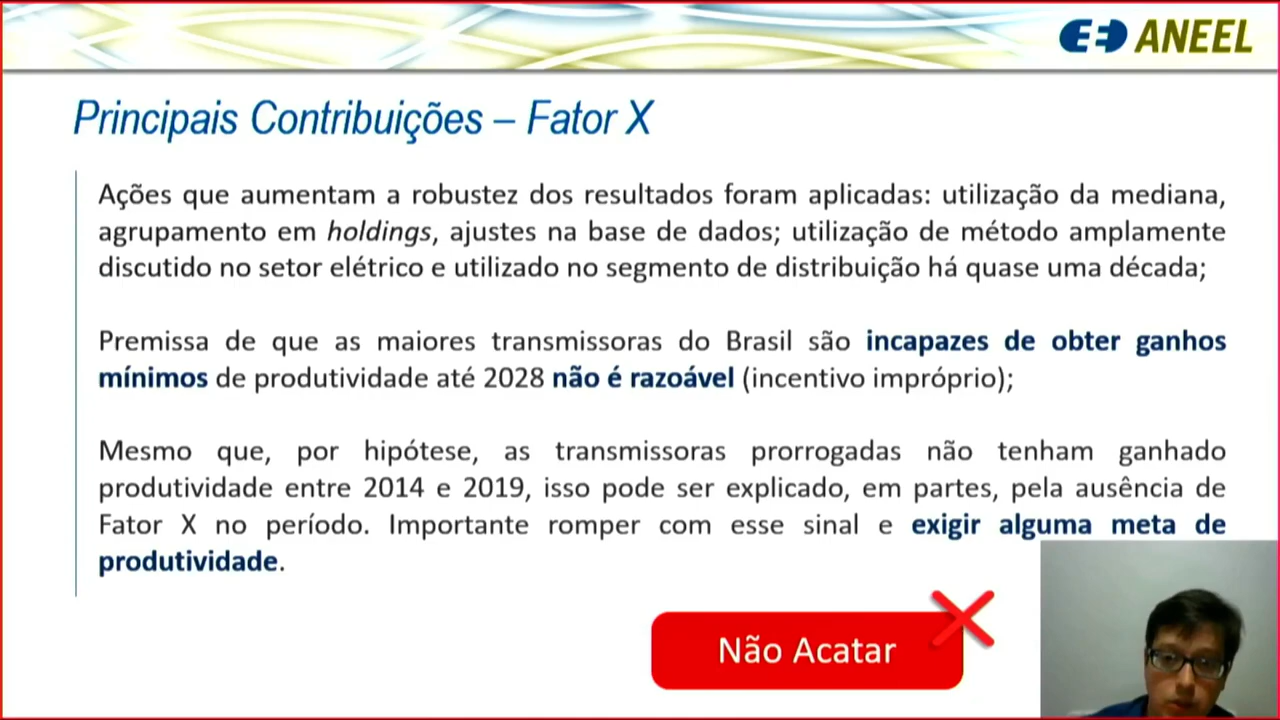 ANEEL
Principais Contribuições – Fator X
Ações que aumentam a robustez dos resultados foram aplicadas: utilização da mediana,
agrupamento em holdings, ajustes na base de dados; utilização de método amplamente
discutido no setor elétrico e utilizado no segmento de distribuição há quase uma década;
Premissa de que as maiores transmissoras do Brasil são incapazes de obter ganhos
mínimos de produtividade até 2028 não é razoável (incentivo impróprio);
Mesmo que, por hipótese, as transmissoras prorrogadas não tenham ganhado
produtividade entre 2014 e 2019, isso pode ser explicado, em partes, pela ausência de
Fator X no período. Importante romper com esse sinal e exigir alguma meta de
produtividade.
Não Acatar